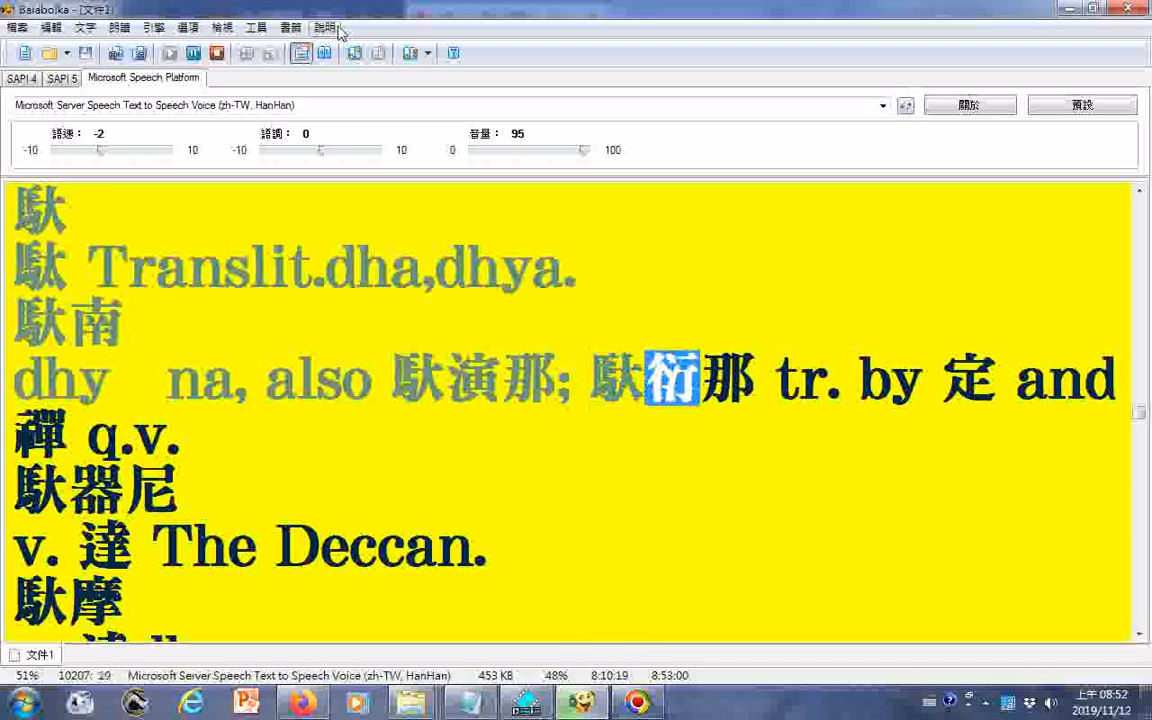 Balabolka - [文件1]
檔案 編輯 文字 朗讀 引擎 選項 檢視 工具 書籤 說明
SAPI 4 SAPI 5 Microsoft Speech Platform
Microsoft Server Speech Text to Speech Voice (zh-TW, HanHan) 關於 預設
語速： -2 語調： 0 音量： 95
-10 10 -10 10 0 100
馱
馱 Translit.dha,dhya.
馱南
dhy na, also 馱演那; 馱衍那 tr. by 定 and
禪 q.v.
馱器尼
v. 達 The Deccan.
馱摩
文件1
51% 10207: 19 Microsoft Server Speech Text to Speech Voice (zh-TW, HanHan) 453 KB 48% 8:10:19 8:53:00
上午 08:52
2019/11/12